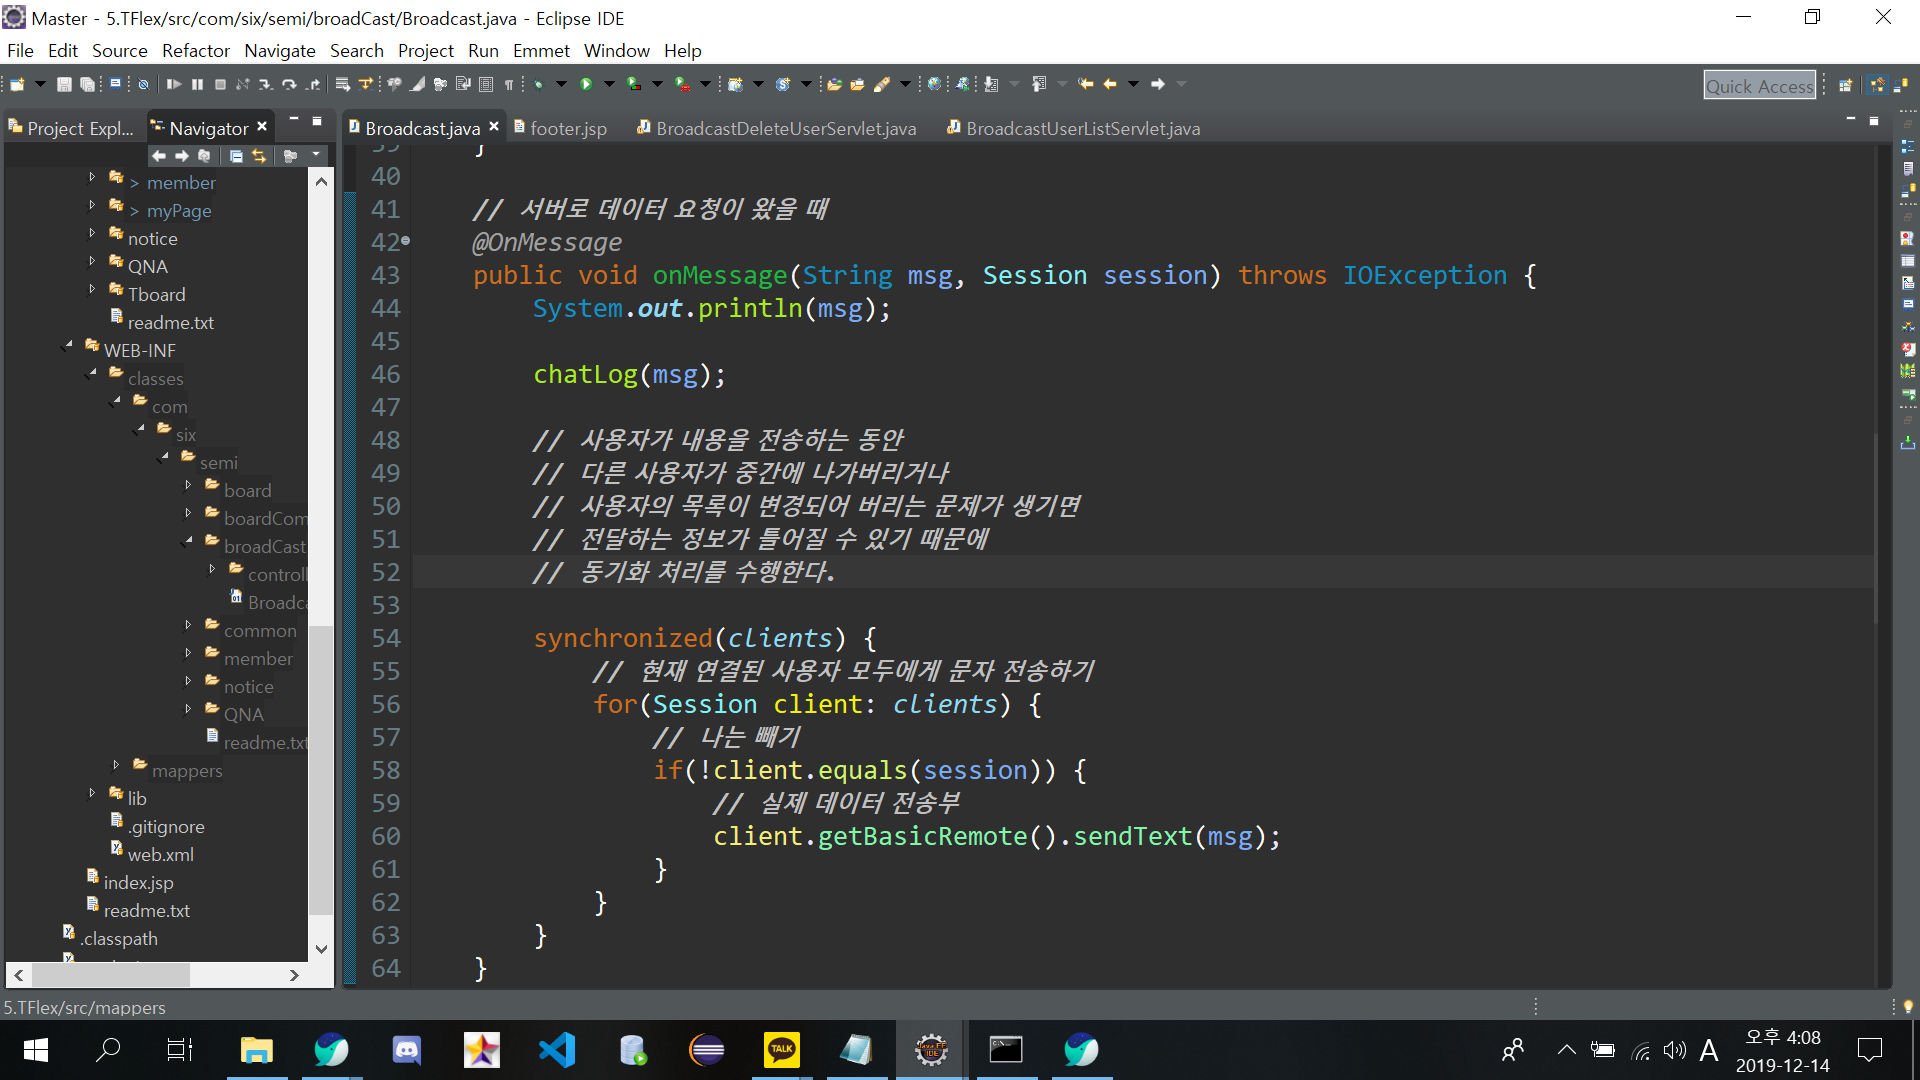 Master - 5.TFlex/src/com/six/semi/broadCast/Broadcast.java - Eclipse IDE
File Edit Source Refactor Navigate Search Project Run Emmet Window Help
Quick Access
Project Expl...
Navigator
Broadcast.java
footer.jsp
BroadcastDeleteUserServlet.java
BroadcastUserListServlet.java
> member
> myPage
notice
QNA
Tboard
readme.txt
WEB-INF
classes
com
six
semi
board
boardCom
broadCast
controll
Broadca
common
member
notice
QNA
readme.txt
mappers
lib
.gitignore
web.xml
index.jsp
readme.txt
.classpath
39 }
40
41 // 서버로 데이터 요청이 왔을 때
42 @OnMessage
43 public void onMessage(String msg, Session session) throws IOException {
44 System.out.println(msg);
45
46 chatLog(msg);
47
48 // 사용자가 내용을 전송하는 동안
49 // 다른 사용자가 중간에 나가버리거나
50 // 사용자의 목록이 변경되어 버리는 문제가 생기면
51 // 전달하는 정보가 틀어질 수 있기 때문에
52 // 동기화 처리를 수행한다.
53
54 synchronized(clients) {
55 // 현재 연결된 사용자 모두에게 문자 전송하기
56 for(Session client: clients) {
57 // 나는 빼기
58 if(!client.equals(session)) {
59 // 실제 데이터 전송부
60 client.getBasicRemote().sendText(msg);
61 }
62 }
63 }
64 }
5.TFlex/src/mappers
TALK
Java EE
IDE
A
오후 4:08
2019-12-14